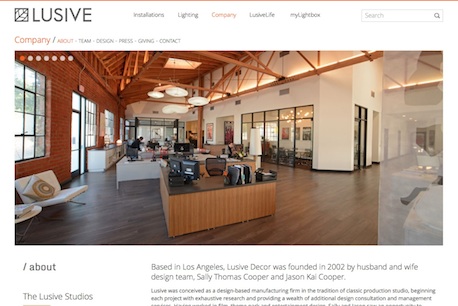 LUSIVE
Installations Lighting Company LusiveLife myLightbox
Search
Company / ABOUT - TEAM - DESIGN - PRESS - GIVING - CONTACT
/ about
Based in Los Angeles, Lusive Decor was founded in 2002 by husband and wife
design team, Sally Thomas Cooper and Jason Kai Cooper.
The Lusive Studios
Lusive was conceived as a design-based manufacturing firm in the tradition of classic production studio, beginning
each project with exhaustive research and providing a wealth of additional design consultation and management